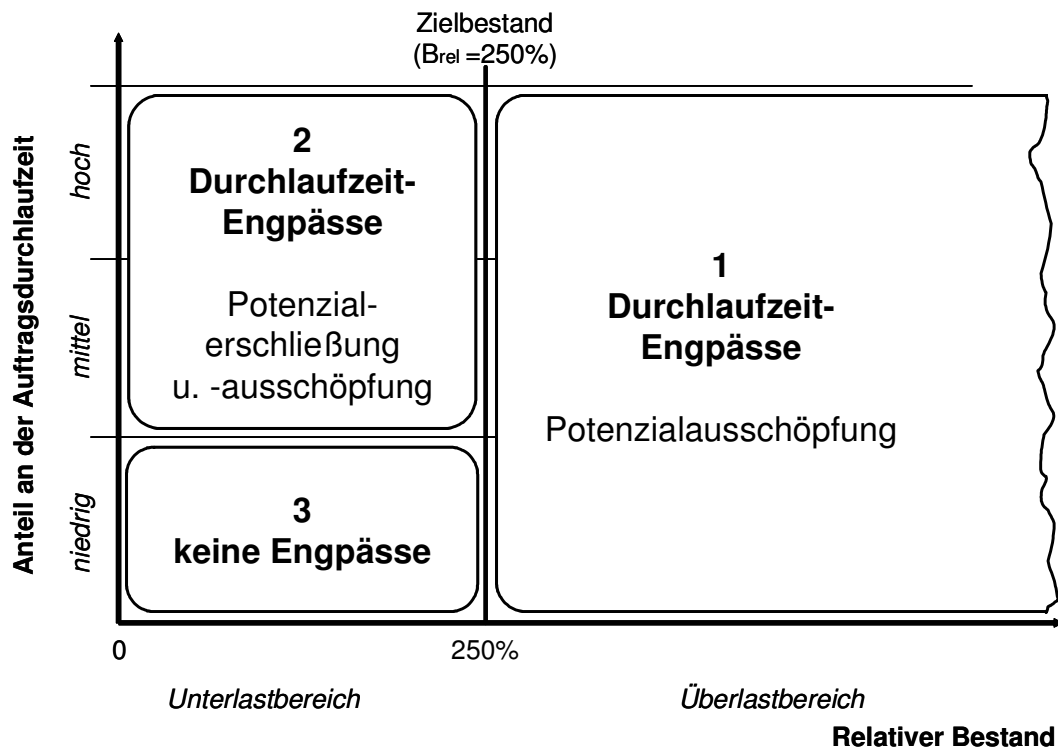 Zielbestand
(Brel =250%)
Anteil an der Auftragsdurchlaufzeit
hoch
mittel
niedrig
2
Durchlaufzeit-
Engpässe
Potenzial-
erschließung
u. -ausschöpfung
1
Durchlaufzeit-
Engpässe
Potenzialausschöpfung
3
keine Engpässe
0
250%
Unterlastbereich
Überlastbereich
Relativer Bestand